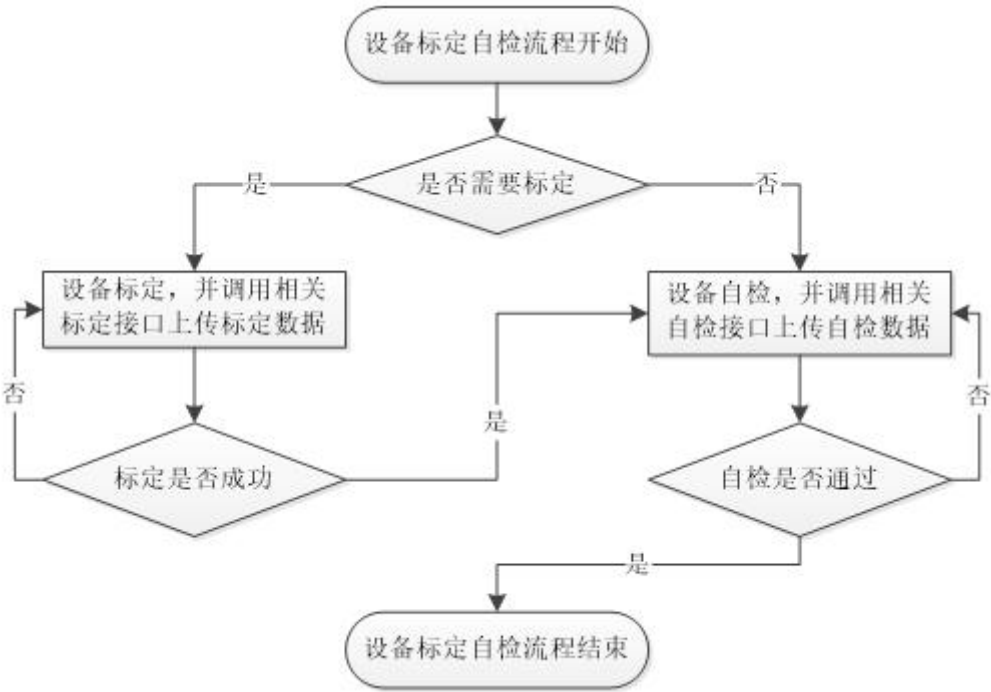 设备标定自检流程开始
是否需要标定
是
否
设备标定，并调用相关
标定接口上传标定数据
设备自检，并调用相关
自检接口上传自检数据
否
是
否
标定是否成功
自检是否通过
是
设备标定自检流程结束